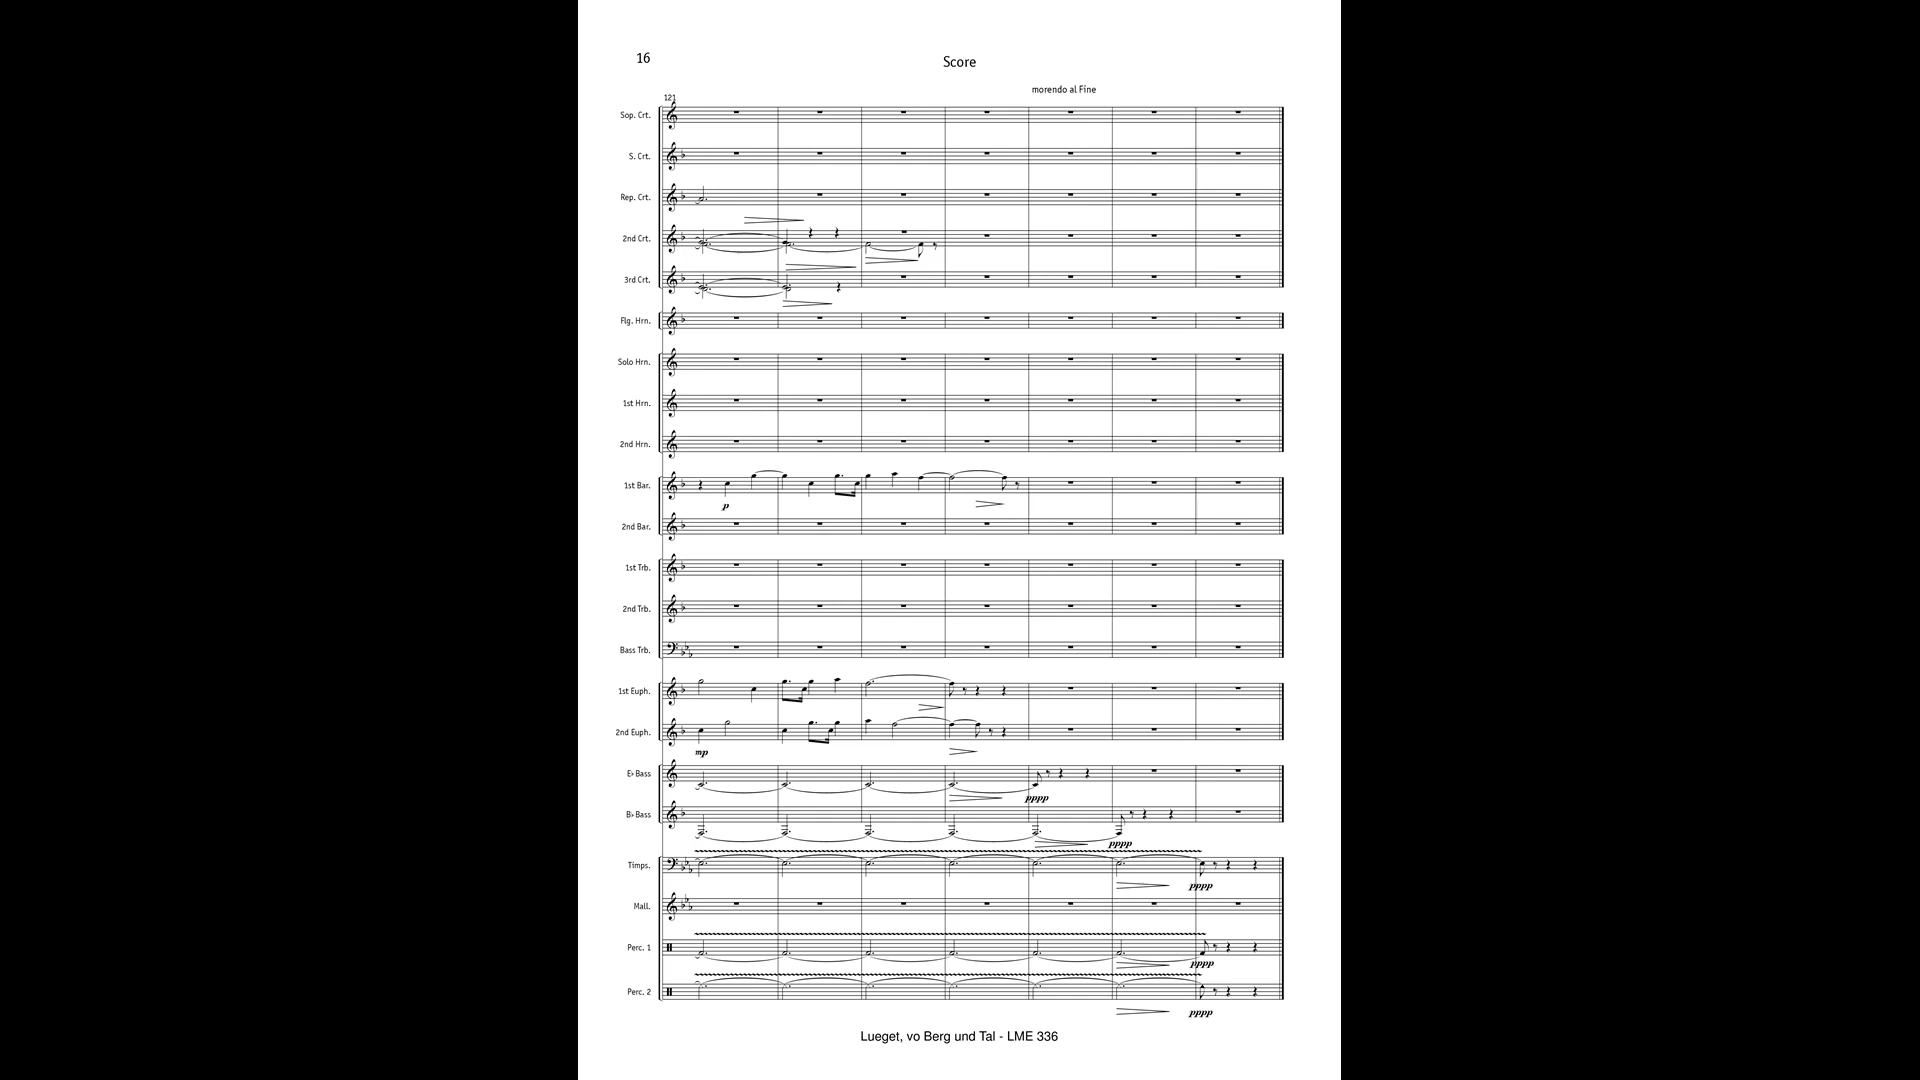 16
Score
morendo al Fine
121
Sop. Crt.
S. Crt.
Rep. Crt.
2nd Crt.
3rd Crt.
Flg. Hrn.
Solo Hrn.
1st Hrn.
2nd Hrn.
1st Bar.
p
2nd Bar.
1st Trb.
2nd Trb.
Bass Trb.
1st Euph.
2nd Euph.
mp
E♭ Bass
pppp
B♭ Bass
pppp
Timps.
pppp
Mall.
Perc. 1
pppp
Perc. 2
pppp
Lueget, vo Berg und Tal - LME 336